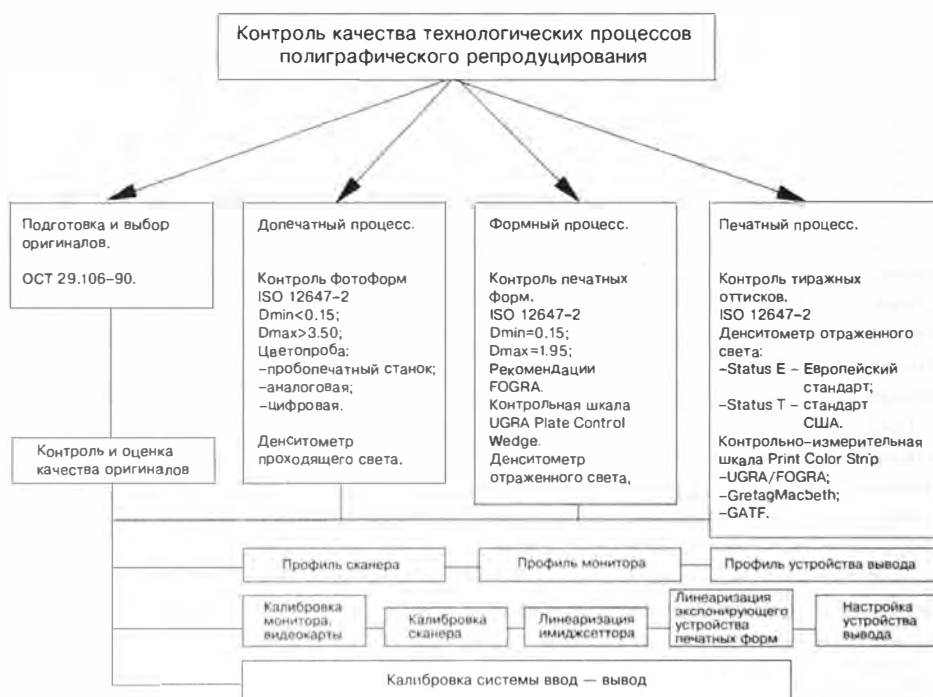 Контроль качества технологических процессов
полиграфического репродуцирования
Подготовка и выбор
оригиналов.
ОСТ 29.106–90.
Контроль и оценка
качества оригиналов
Допечатный процесс.
Контроль фотоформ
ISO 12647–2
Dmin<0.15;
Dmax>3.50;
Цветопроба:
–пробопечатный станок;
–аналоговая;
–цифровая.
Денситометр
проходящего света.
Формный процесс.
Контроль печатных
форм.
ISO 12647–2
Dmin=0.15;
Dmax=1.95;
Рекомендации
FOGRA.
Контрольная шкала
UGRA Plate Control
Wedge.
Денситометр
отраженного света,
Печатный процесс.
Контроль тиражных
оттисков.
ISO 12647–2
Денситометр отраженного
света:
–Status E – Европейский
стандарт;
–Status T – стандарт
США.
Контрольно–измерительная
шкала Print Color Strip
–UGRA/FOGRA;
–GretagMacbeth;
–GATF.
Профиль сканера
Профиль монитора
Профиль устройства вывода
Калибровка
монитора,
видеокарты
Калибровка
сканера
Линеаризация
имиджсеттора
Линеаризация
экспонирующего
устройства
печатных форм
Настройка
устройства
вывода
Калибровка системы ввод — вывод